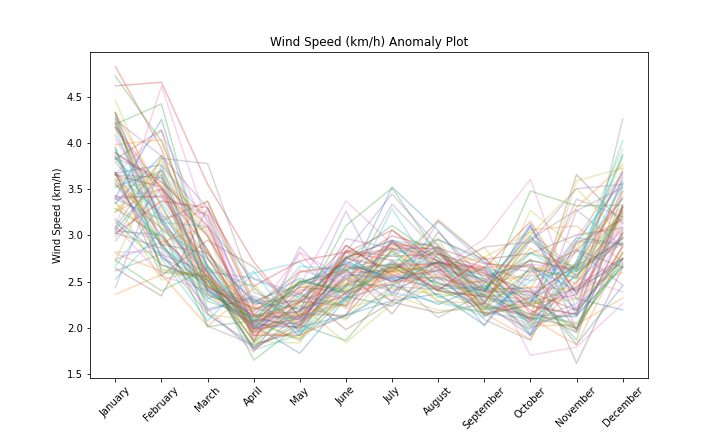 Wind Speed (km/h) Anomaly Plot
Wind Speed (km/h)
4.5
4.0
3.5
3.0
2.5
2.0
1.5
January
February
March
April
May
June
July
August
September
October
November
December